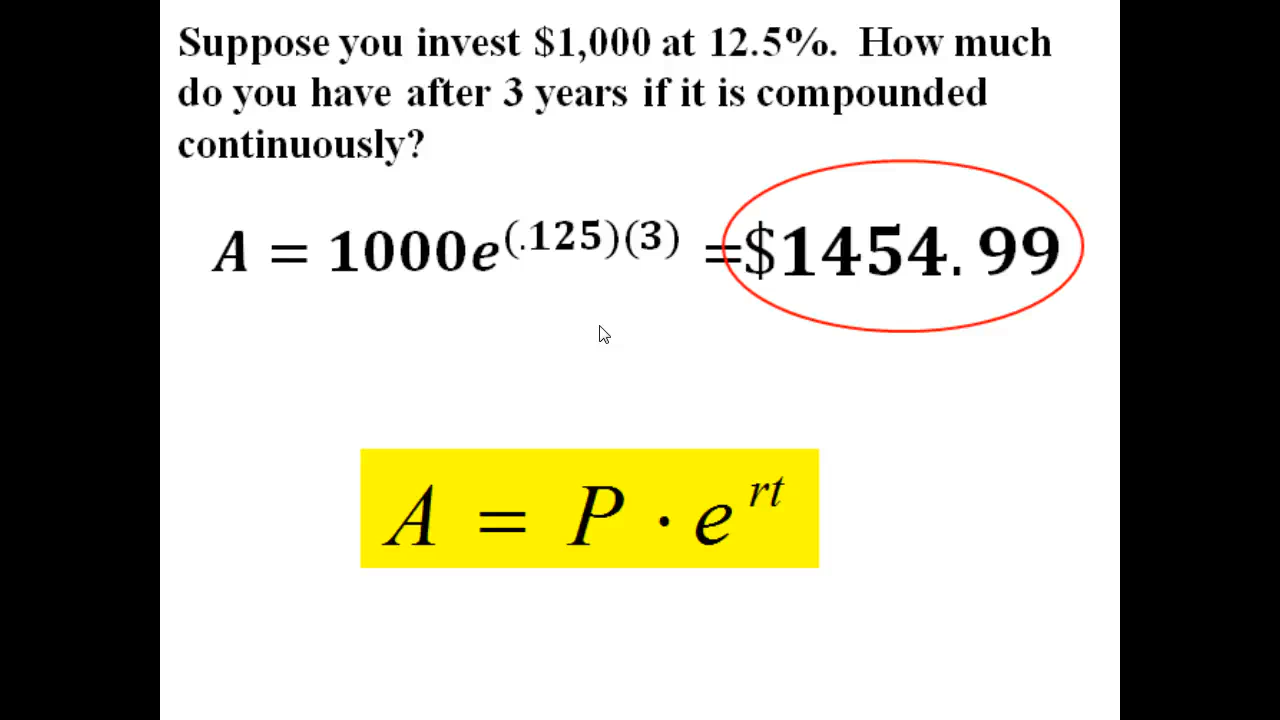 Suppose you invest $1,000 at 12.5%. How much
do you have after 3 years if it is compounded
continuously?
A = 1000e^(.125)(3) =$1454.99
A = P · e^rt